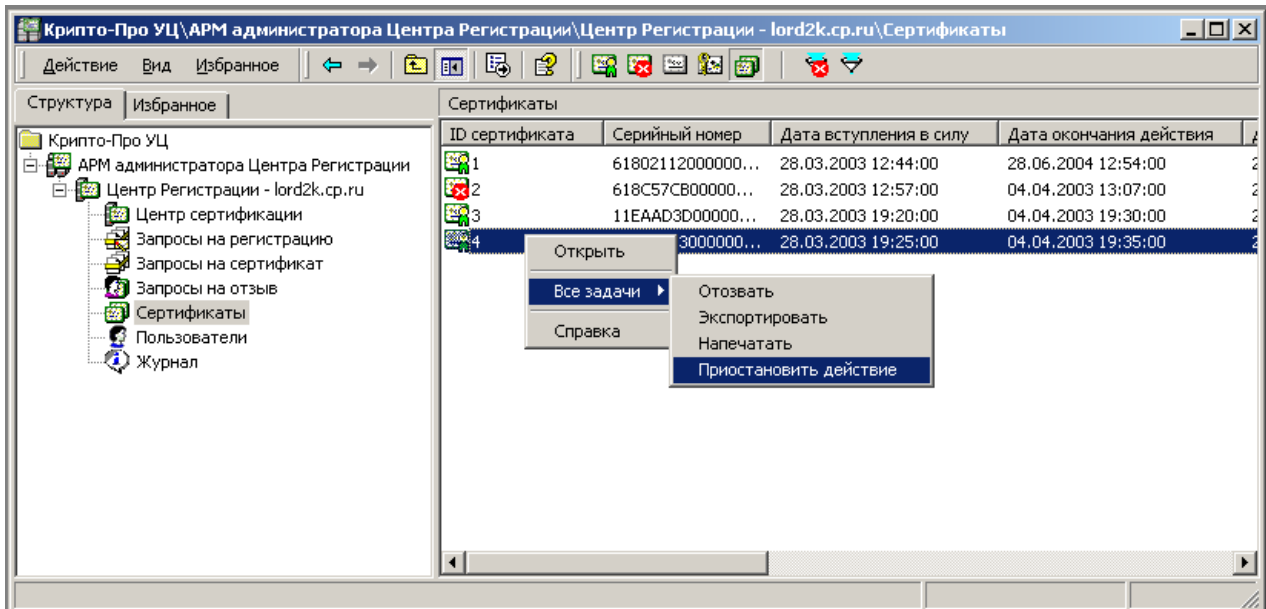 Крипто-Про УЦ\АРМ администратора Центра Регистрации\Центр Регистрации - lord2k.cp.ru\Сертификаты
Действие Вид Избранное
Структура Избранное
Сертификаты
Крипто-Про УЦ
АРМ администратора Центра Регистрации
Центр Регистрации - lord2k.cp.ru
Центр сертификации
Запросы на регистрацию
Запросы на сертификат
Запросы на отзыв
Сертификаты
Пользователи
Журнал
ID сертификата Серийный номер Дата вступления в силу Дата окончания действия
1 61802112000000... 28.03.2003 12:44:00 28.06.2004 12:54:00 2
2 618C57CB00000... 28.03.2003 12:57:00 04.04.2003 13:07:00 2
3 11EAAD3D00000... 28.03.2003 19:20:00 04.04.2003 19:30:00 2
4 3000000... 28.03.2003 19:25:00 04.04.2003 19:35:00 2
Открыть
Все задачи
Справка
Отозвать
Экспортировать
Напечатать
Приостановить действие